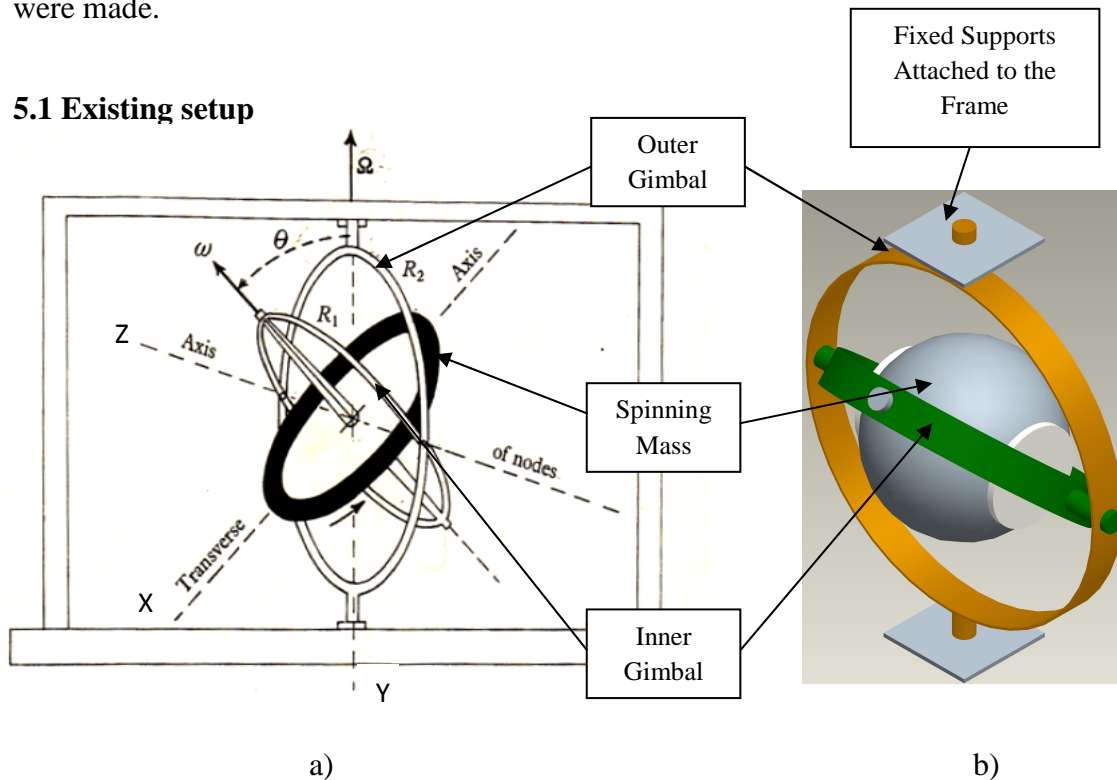 were made.
5.1 Existing setup
Fixed Supports
Attached to the
Frame
Outer
Gimbal
Ω
θ
ω
R₂
Axis
R₁
Z
Axis
Spinning
Mass
of nodes
Transverse
X
Inner
Gimbal
Y
a)
b)